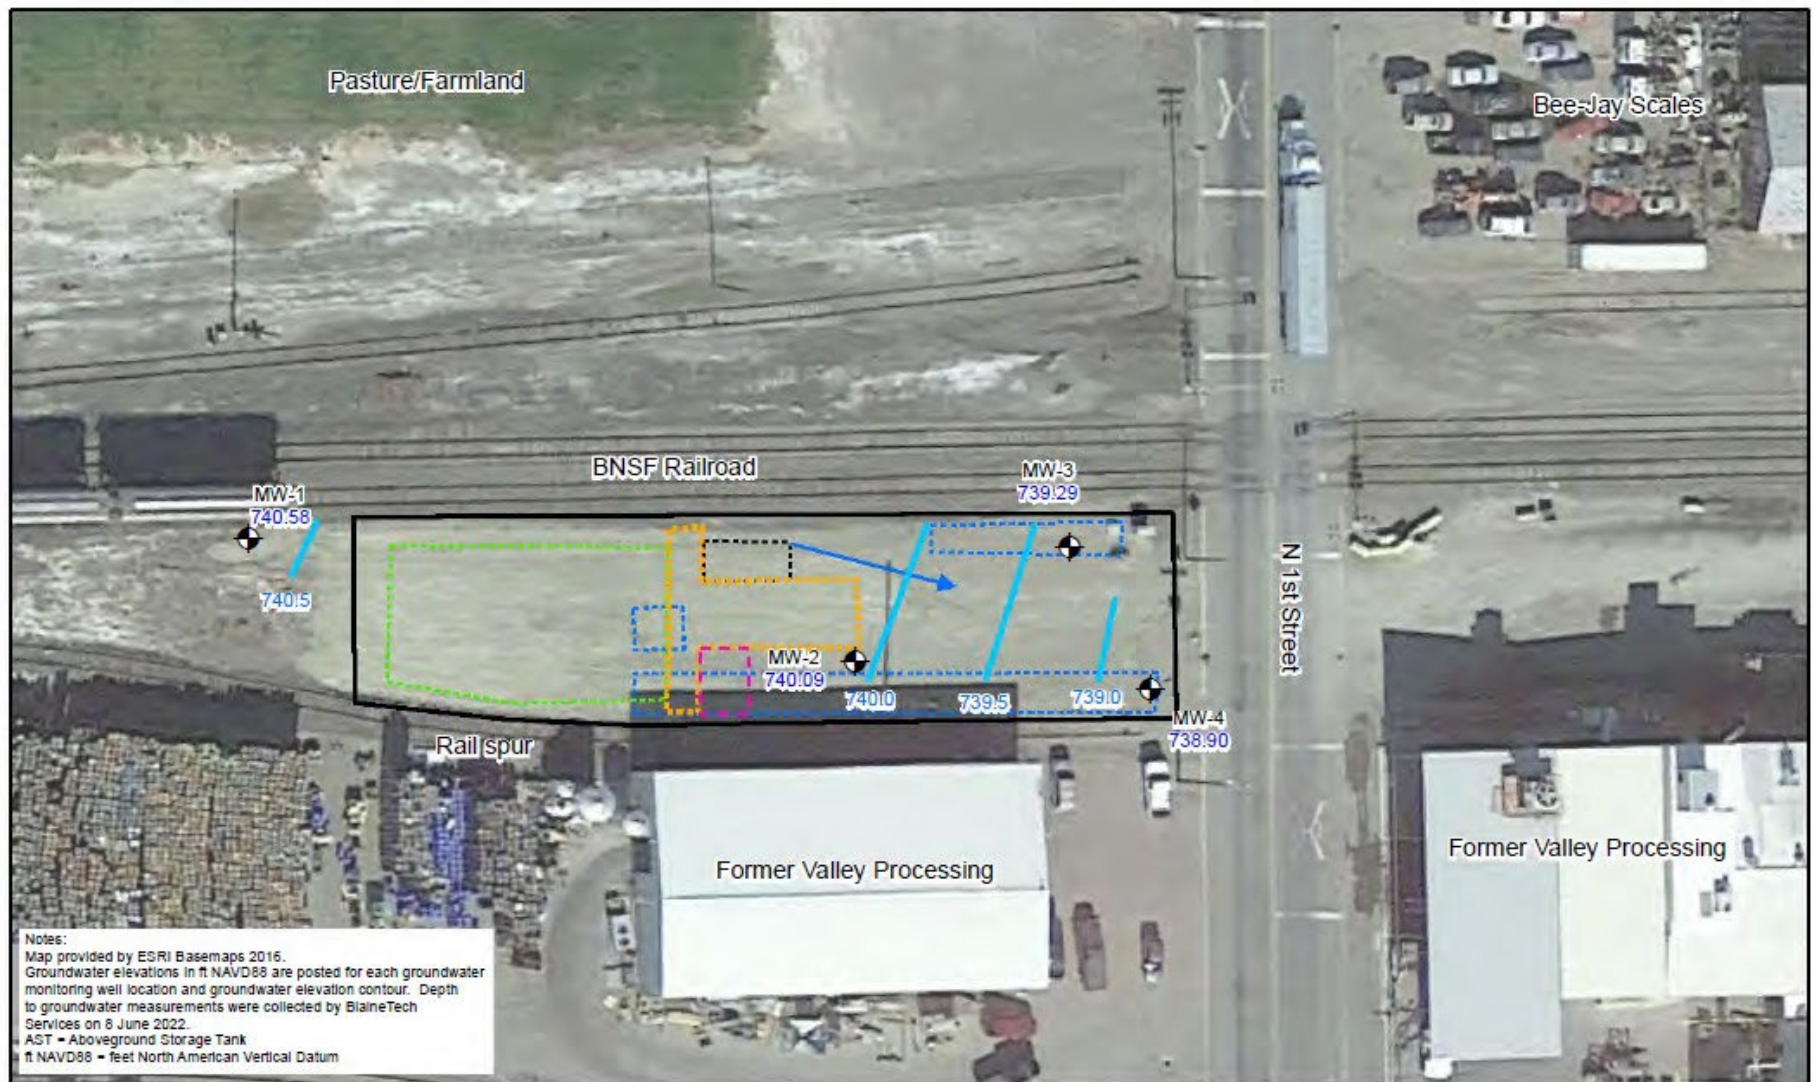 Pasture/Farmland
Bee-Jay Scales
BNSF Railroad
MW-1
740.58
MW-3
739.29
740.5
N 1st Street
MW-2
740.09
740.0
739.5
739.0
MW-4
738.90
Rail spur
Former Valley Processing
Former Valley Processing
Notes:
Map provided by ESRI Basemaps 2016.
Groundwater elevations in ft NAVD88 are posted for each groundwater
monitoring well location and groundwater elevation contour. Depth
to groundwater measurements were collected by BlaineTech
Services on 8 June 2022.
AST = Aboveground Storage Tank
ft NAVD88 = feet North American Vertical Datum